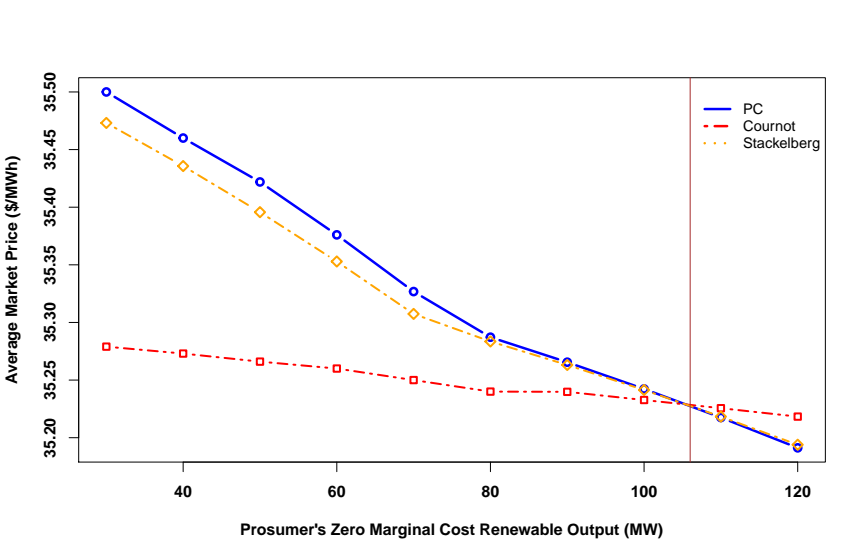 PC
Cournot
Stackelberg
Average Market Price ($/MWh)
35.50
35.45
35.40
35.35
35.30
35.25
35.20
40
60
80
100
120
Prosumer's Zero Marginal Cost Renewable Output (MW)